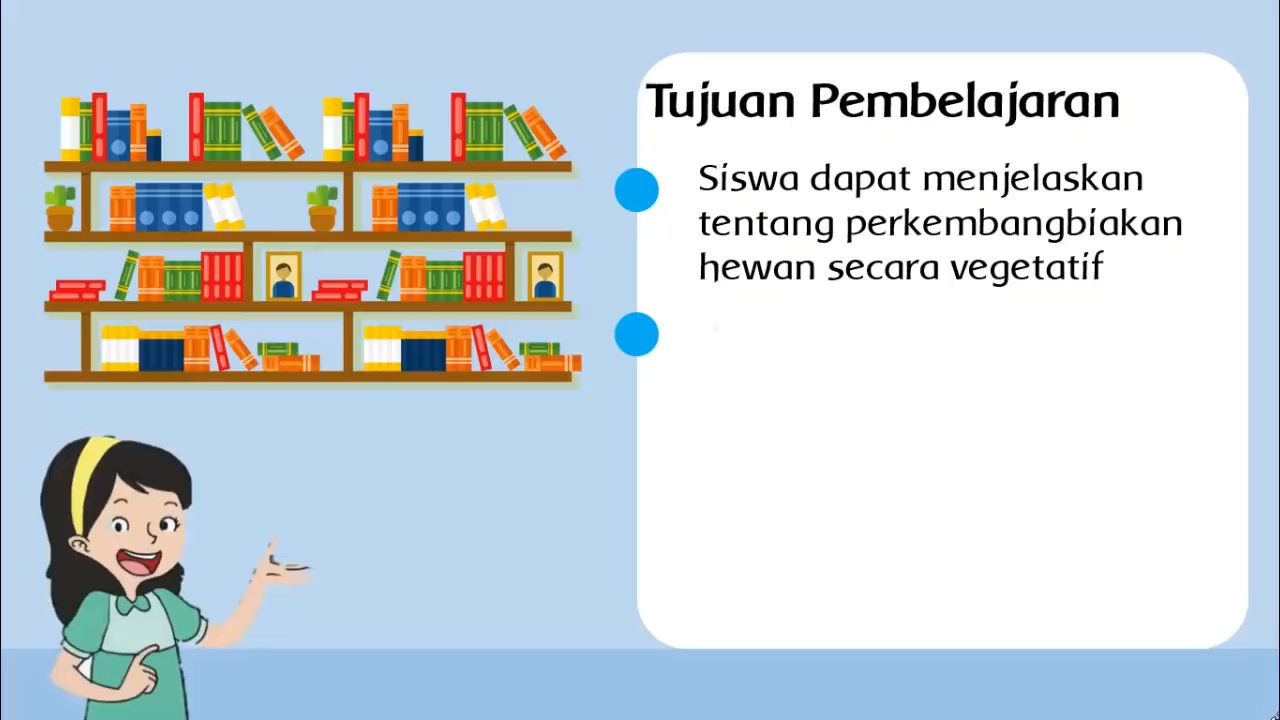 Tujuan Pembelajaran
Siswa dapat menjelaskan
tentang perkembangbiakan
hewan secara vegetatif